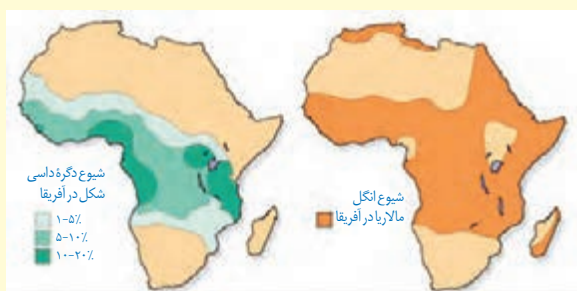 شیوع دگرهٔ داسی
شکل در آفریقا
۱-۵٪
۵-۱۰٪
۱۰-۲۰٪
شیوع انگل
مالاریا در آفریقا